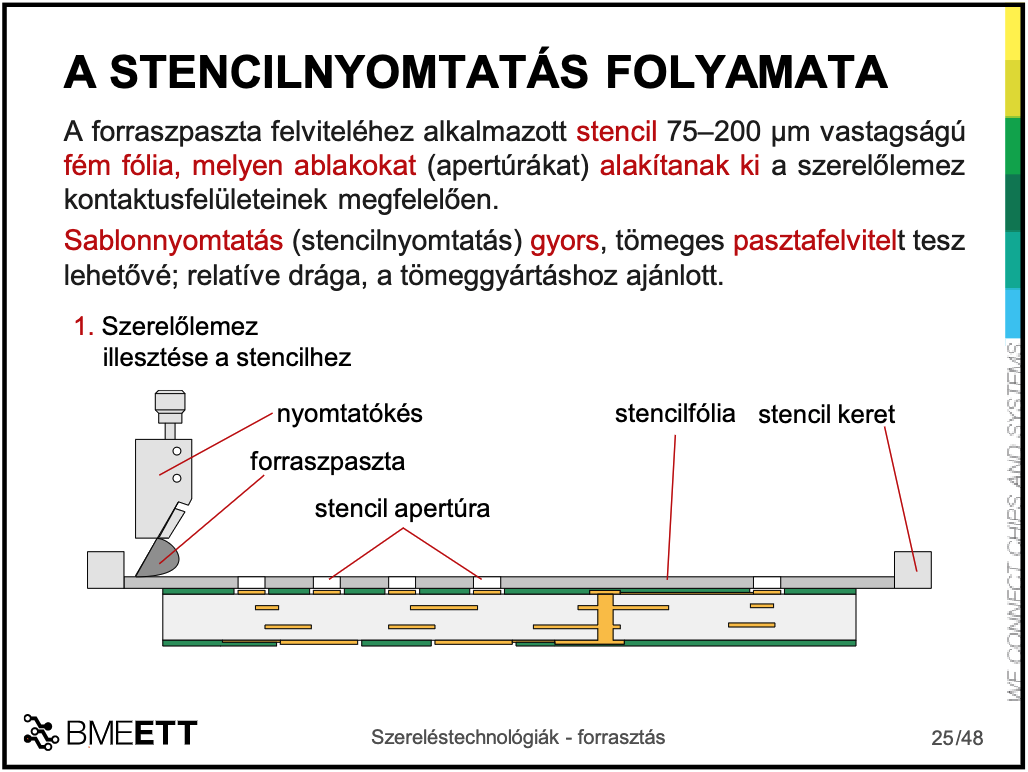 A STENCILNYOMTATÁS FOLYAMATA
A forraszpaszta felviteléhez alkalmazott stencil 75–200 μm vastagságú
fém fólia, melyen ablakokat (apertúrákat) alakítanak ki a szerelőlemez
kontaktusfelületeinek megfelelően.
Sablonnyomtatás (stencilnyomtatás) gyors, tömeges pasztafelvitelt tesz
lehetővé; relatíve drága, a tömeggyártáshoz ajánlott.
1. Szerelőlemez
illesztése a stencilhez
nyomtatókés
stencilfólia
stencil keret
forraszpaszta
stencil apertúra
WE CONNECT CHIPS AND SYSTEMS
BMEETT
Szereléstechnológiák - forrasztás
25/48